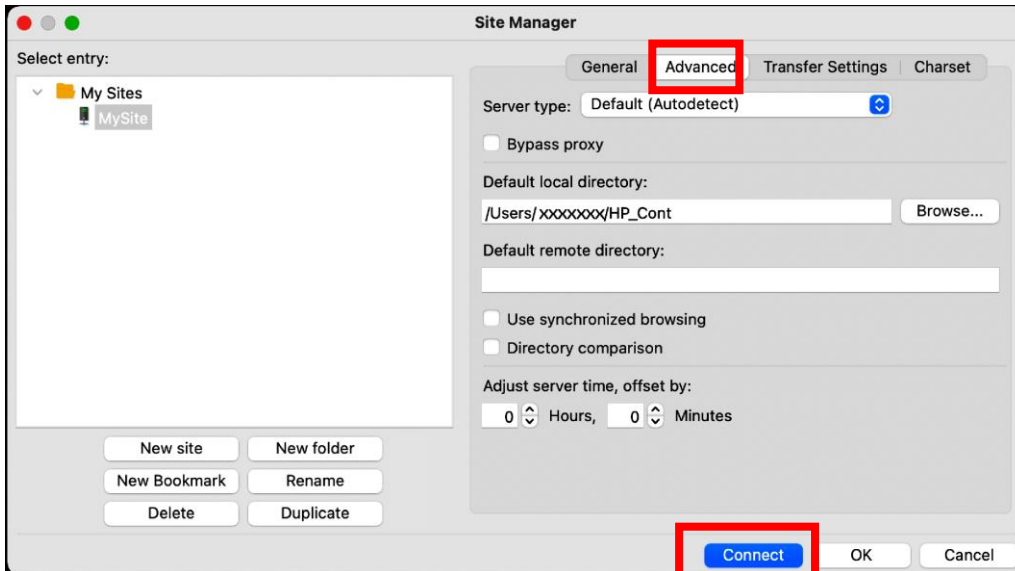 Site Manager
Select entry:
My Sites
MySite
General Advanced Transfer Settings Charset
Server type: Default (Autodetect)
Bypass proxy
Default local directory:
/Users/xxxxxxx/HP_Cont Browse...
Default remote directory:
Use synchronized browsing
Directory comparison
Adjust server time, offset by:
0 Hours, 0 Minutes
New site New folder
New Bookmark Rename
Delete Duplicate
Connect OK Cancel